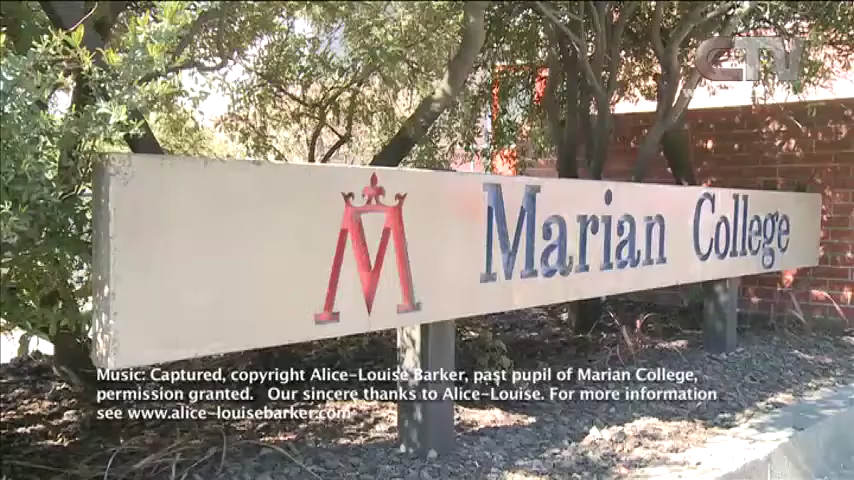 CTV
M Marian College
Music: Captured, copyright Alice-Louise Barker, past pupil of Marian College,
permission granted. Our sincere thanks to Alice-Louise. For more information
see www.alice-louisebarker.com